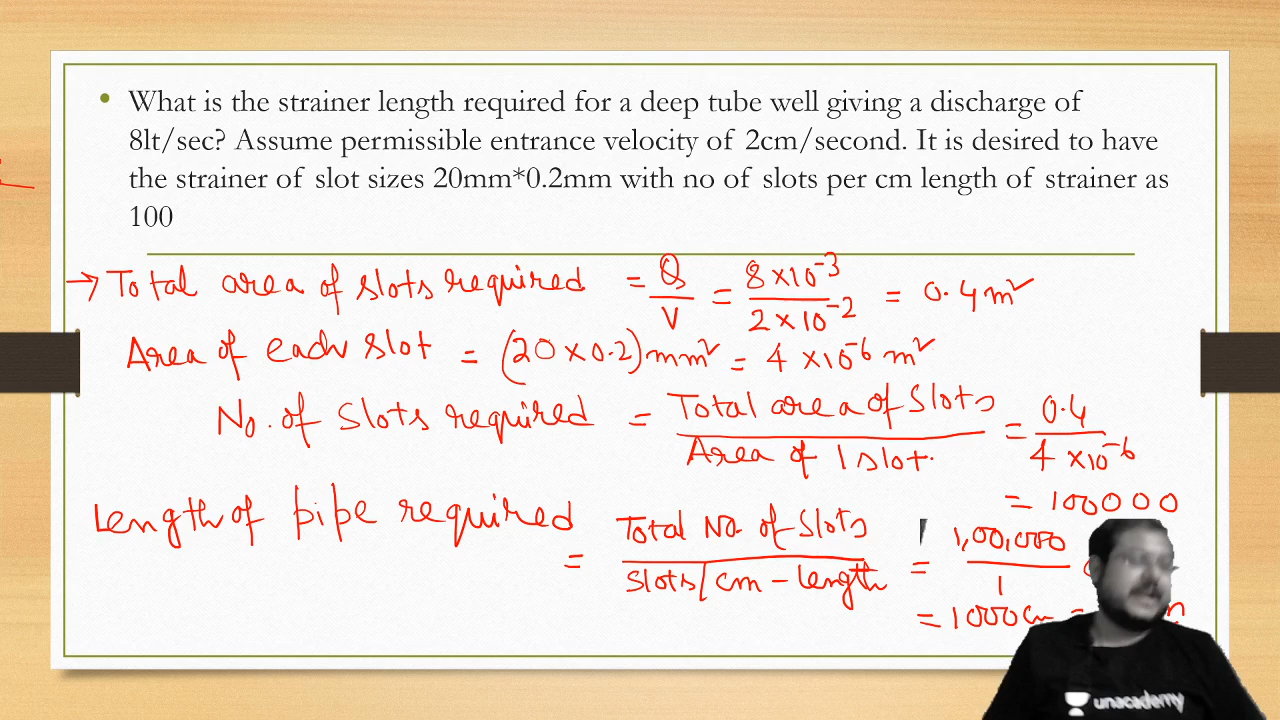 • What is the strainer length required for a deep tube well giving a discharge of
8lt/sec? Assume permissible entrance velocity of 2cm/second. It is desired to have
the strainer of slot sizes 20mm*0.2mm with no of slots per cm length of strainer as
100
→ Total area of slots required = Q/V = 8×10⁻³/2×10⁻² = 0.4m²
Area of each slot = (20×0.2)mm² = 4×10⁻⁶ m²
No. of slots required = Total area of slots/Area of 1 slot. = 0.4/4×10⁻⁶
= 100000
Length of pipe required
= Total No of slots/slots/cm-length = 1,00,000/1
= 1000cm =
unacademy